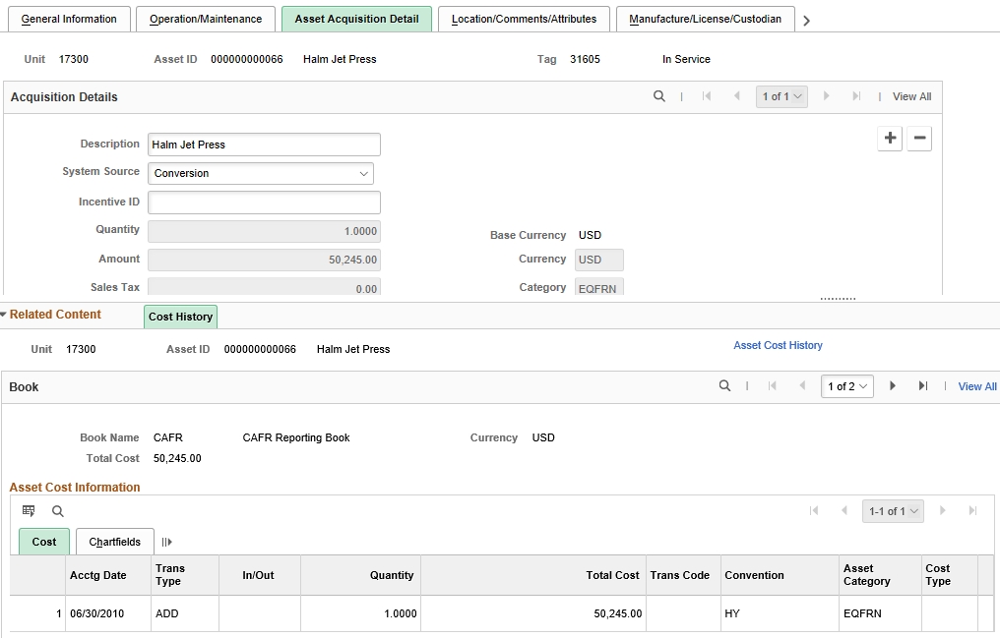 General Information Operation/Maintenance Asset Acquisition Detail Location/Comments/Attributes Manufacture/License/Custodian
Unit 17300 Asset ID 000000000066 Halm Jet Press Tag 31605 In Service
Acquisition Details 1 of 1 View All
Description Halm Jet Press
System Source Conversion
Incentive ID
Quantity 1.0000
Base Currency USD
Amount 50,245.00 Currency USD
Sales Tax 0.00 Category EQFRN
Related Content Cost History
Unit 17300 Asset ID 000000000066 Halm Jet Press Asset Cost History
Book 1 of 2 View All
Book Name CAFR CAFR Reporting Book Currency USD
Total Cost 50,245.00
Asset Cost Information
1-1 of 1
Cost Chartfields
Acctg Date Trans Type In/Out Quantity Total Cost Trans Code Convention Asset Category Cost Type
1 06/30/2010 ADD 1.0000 50,245.00 HY EQFRN